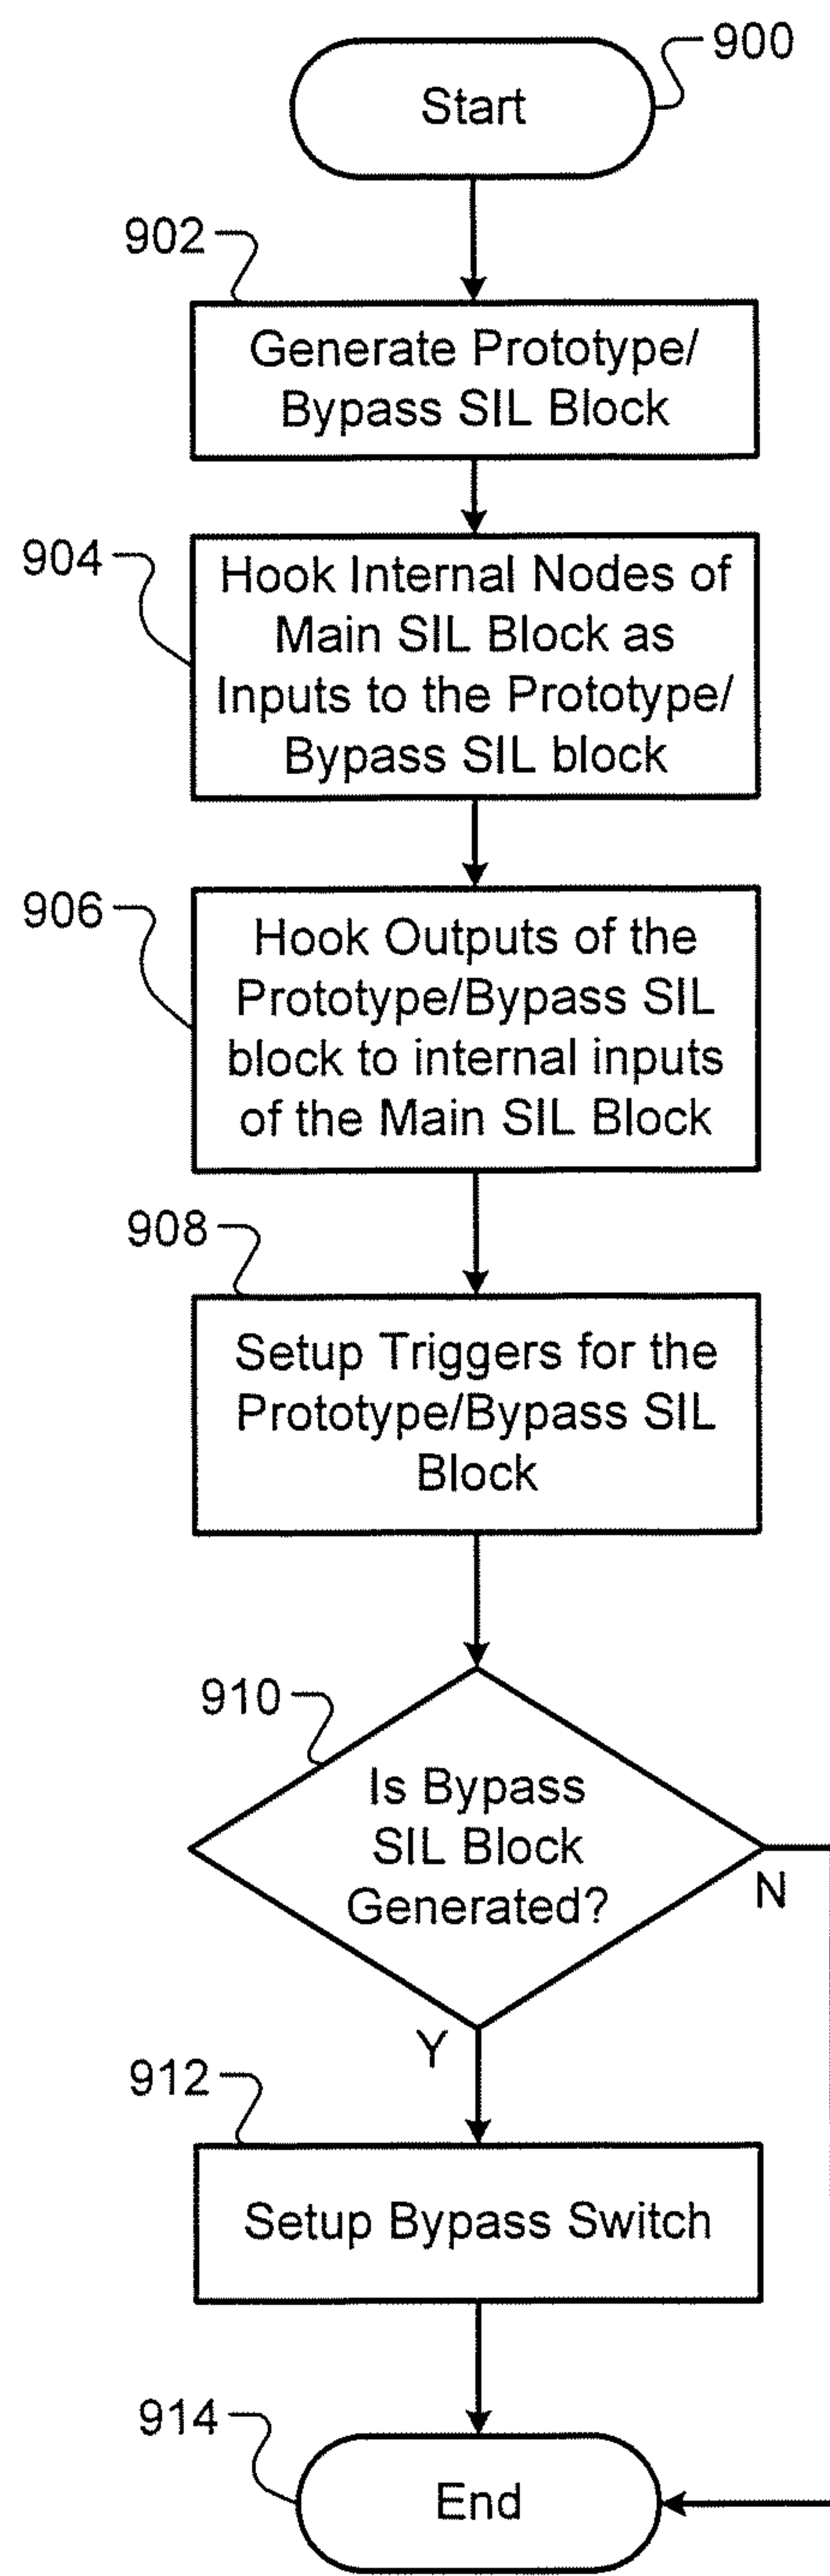 900
Start
902
Generate Prototype/
Bypass SIL Block
904
Hook Internal Nodes of
Main SIL Block as
Inputs to the Prototype/
Bypass SIL block
906
Hook Outputs of the
Prototype/Bypass SIL
block to internal inputs
of the Main SIL Block
908
Setup Triggers for the
Prototype/Bypass SIL
Block
910
Is Bypass
SIL Block
Generated?
N
Y
912
Setup Bypass Switch
914
End